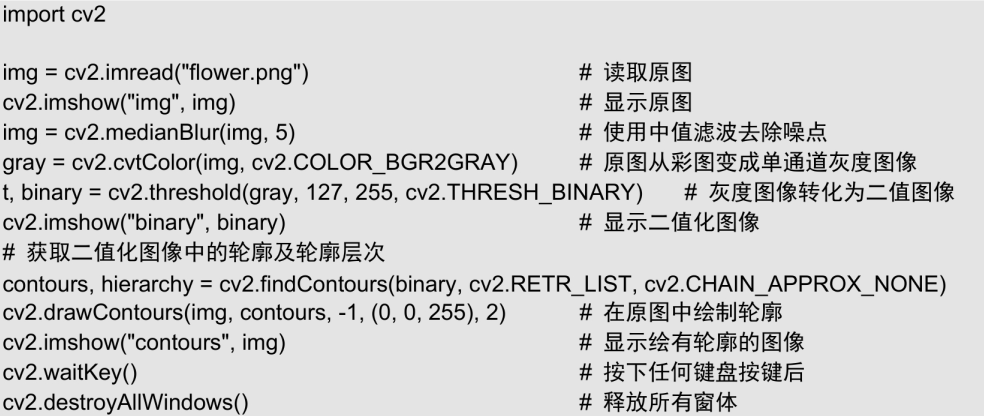 import cv2
img = cv2.imread("flower.png") # 读取原图
cv2.imshow("img", img) # 显示原图
img = cv2.medianBlur(img, 5) # 使用中值滤波去除噪点
gray = cv2.cvtColor(img, cv2.COLOR_BGR2GRAY) # 原图从彩图变成单通道灰度图像
t, binary = cv2.threshold(gray, 127, 255, cv2.THRESH_BINARY) # 灰度图像转化为二值图像
cv2.imshow("binary", binary) # 显示二值化图像
# 获取二值化图像中的轮廓及轮廓层次
contours, hierarchy = cv2.findContours(binary, cv2.RETR_LIST, cv2.CHAIN_APPROX_NONE)
cv2.drawContours(img, contours, -1, (0, 0, 255), 2) # 在原图中绘制轮廓
cv2.imshow("contours", img) # 显示绘有轮廓的图像
cv2.waitKey() # 按下任何键盘按键后
cv2.destroyAllWindows() # 释放所有窗体